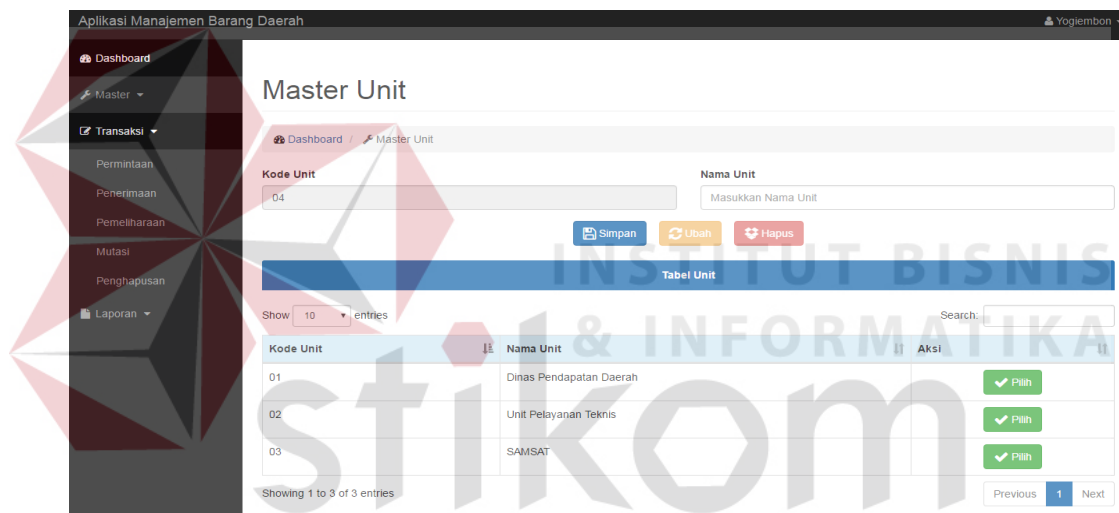 Aplikasi Manajemen Barang Daerah
Yogiembon
Dashboard
Master
Transaksi
Permintaan
Penerimaan
Pemeliharaan
Mutasi
Penghapusan
Laporan
Master Unit
Dashboard / Master Unit
Kode Unit Nama Unit
04 Masukkan Nama Unit
Simpan Ubah Hapus
Tabel Unit
Show 10 entries Search:
Kode Unit Nama Unit Aksi
01 Dinas Pendapatan Daerah Pilih
02 Unit Pelayanan Teknis Pilih
03 SAMSAT Pilih
Showing 1 to 3 of 3 entries Previous 1 Next
INSTITUT BISNIS
& INFORMATIKA
stikom